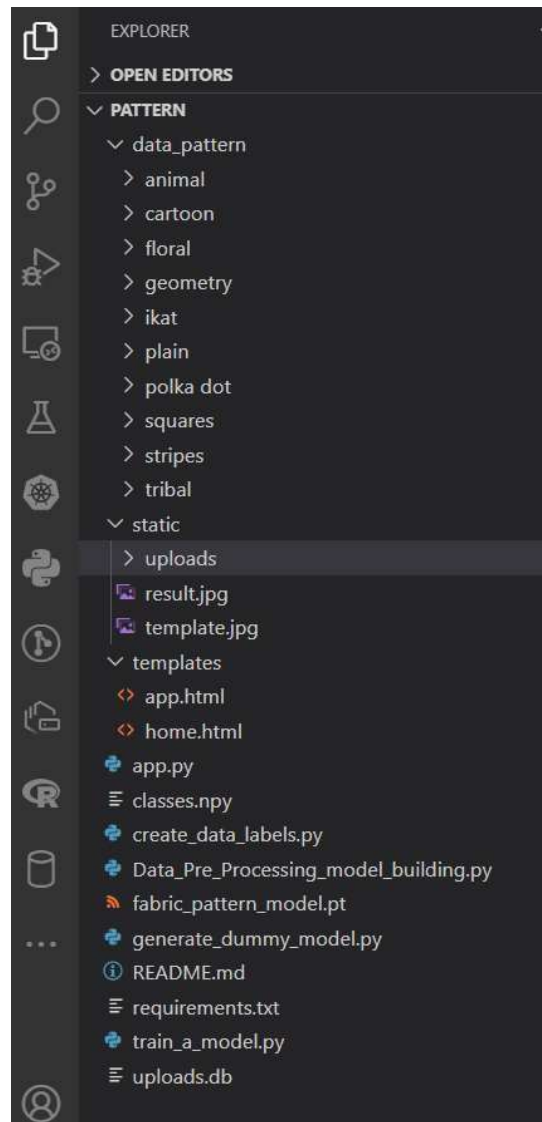 EXPLORER
OPEN EDITORS
PATTERN
data_pattern
animal
cartoon
floral
geometry
ikat
plain
polka dot
squares
stripes
tribal
static
uploads
result.jpg
template.jpg
templates
app.html
home.html
app.py
classes.npy
create_data_labels.py
Data_Pre_Processing_model_building.py
fabric_pattern_model.pt
generate_dummy_model.py
README.md
requirements.txt
train_a_model.py
uploads.db